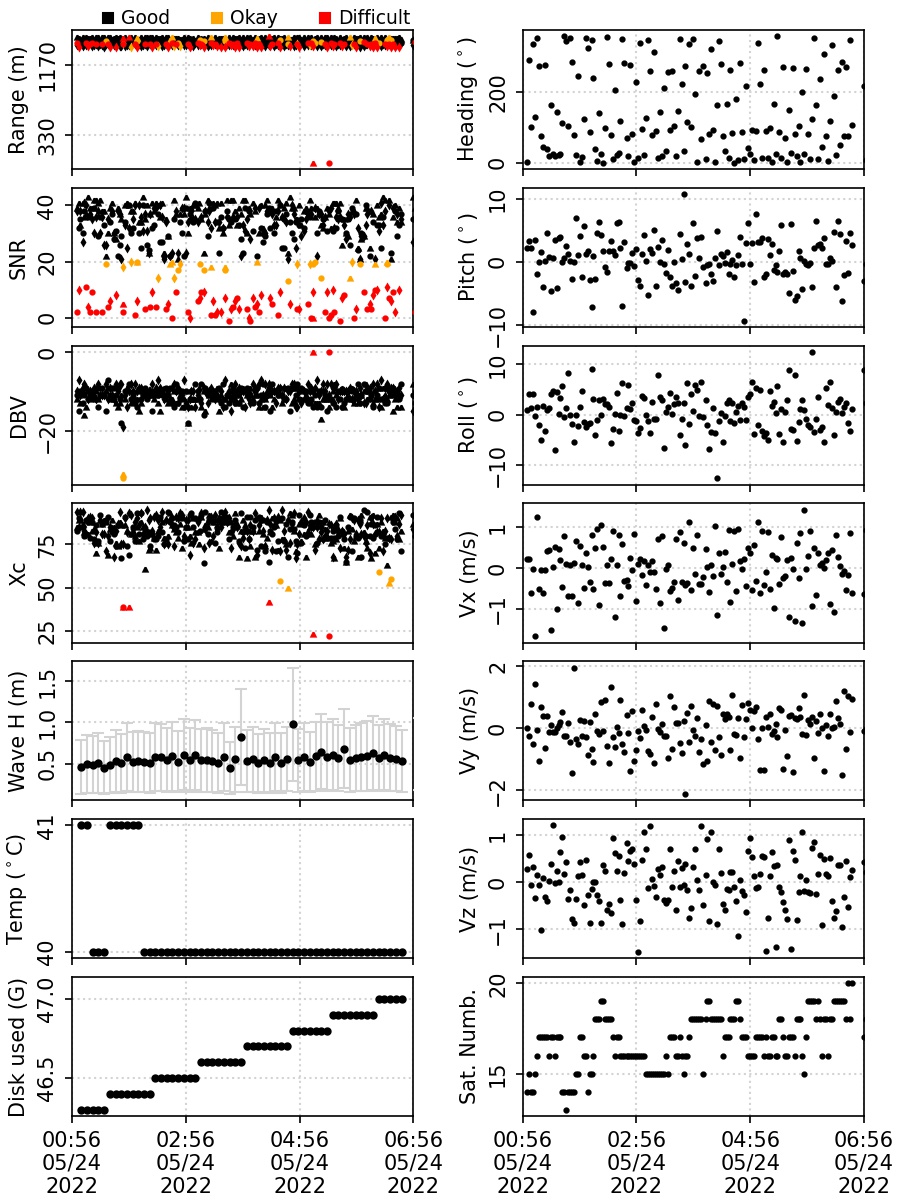 Good Okay Difficult
Range (m)
1170
330
Heading (°)
200
0
SNR
40
20
0
Pitch (°)
10
0
−10
DBV
0
−20
Roll (°)
10
0
−10
Xc
75
50
25
Vx (m/s)
1
0
−1
Wave H (m)
1.5
1.0
0.5
Vy (m/s)
2
0
−2
Temp (°C)
41
40
Vz (m/s)
1
0
−1
Disk used (G)
47.0
46.5
Sat. Numb.
20
15
00:56 02:56 04:56 06:56
05/24 05/24 05/24 05/24
2022 2022 2022 2022
00:56 02:56 04:56 06:56
05/24 05/24 05/24 05/24
2022 2022 2022 2022